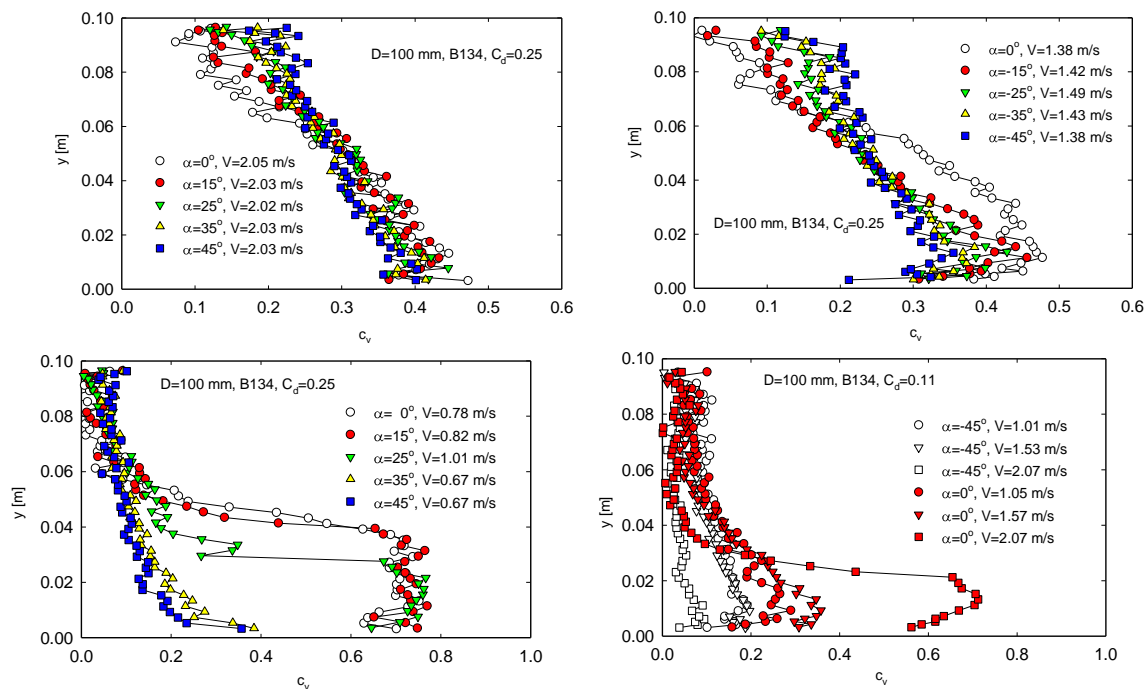 D=100 mm, B134, C_d=0.25
α=0°, V=2.05 m/s
α=15°, V=2.03 m/s
α=25°, V=2.02 m/s
α=35°, V=2.03 m/s
α=45°, V=2.03 m/s
y [m]
0.10
0.08
0.06
0.04
0.02
0.00
0.0 0.1 0.2 0.3 0.4 0.5 0.6
c_v
α=0°, V=1.38 m/s
α=-15°, V=1.42 m/s
α=-25°, V=1.49 m/s
α=-35°, V=1.43 m/s
α=-45°, V=1.38 m/s
D=100 mm, B134, C_d=0.25
y [m]
0.10
0.08
0.06
0.04
0.02
0.00
0.0 0.1 0.2 0.3 0.4 0.5 0.6
c_v
D=100 mm, B134, C_d=0.25
α= 0°, V=0.78 m/s
α=15°, V=0.82 m/s
α=25°, V=1.01 m/s
α=35°, V=0.67 m/s
α=45°, V=0.67 m/s
y [m]
0.10
0.08
0.06
0.04
0.02
0.00
0.0 0.2 0.4 0.6 0.8 1.0
c_v
D=100 mm, B134, C_d=0.11
α=-45°, V=1.01 m/s
α=-45°, V=1.53 m/s
α=-45°, V=2.07 m/s
α=0°, V=1.05 m/s
α=0°, V=1.57 m/s
α=0°, V=2.07 m/s
y [m]
0.10
0.08
0.06
0.04
0.02
0.00
0.0 0.2 0.4 0.6 0.8 1.0
c_v